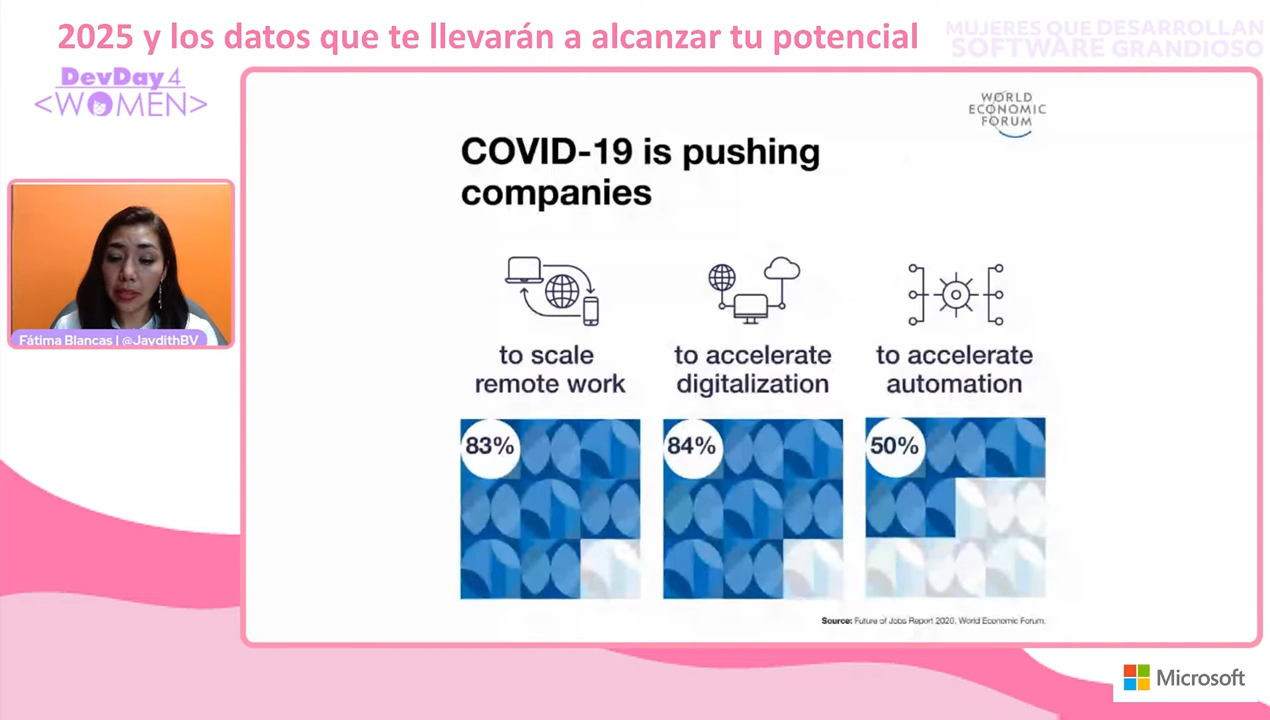 2025 y los datos que te llevarán a alcanzar tu potencial
MUJERES QUE DESARROLLAN
SOFTWARE GRANDIOSO
DevDay4
<WOMEN>
WORLD
ECONOMIC
FORUM
COVID-19 is pushing
companies
to scale
remote work
to accelerate
digitalization
to accelerate
automation
83%
84%
50%
Fátima Blancas | @JaydithBV
Source: Future of Jobs Report 2020, World Economic Forum.
Microsoft